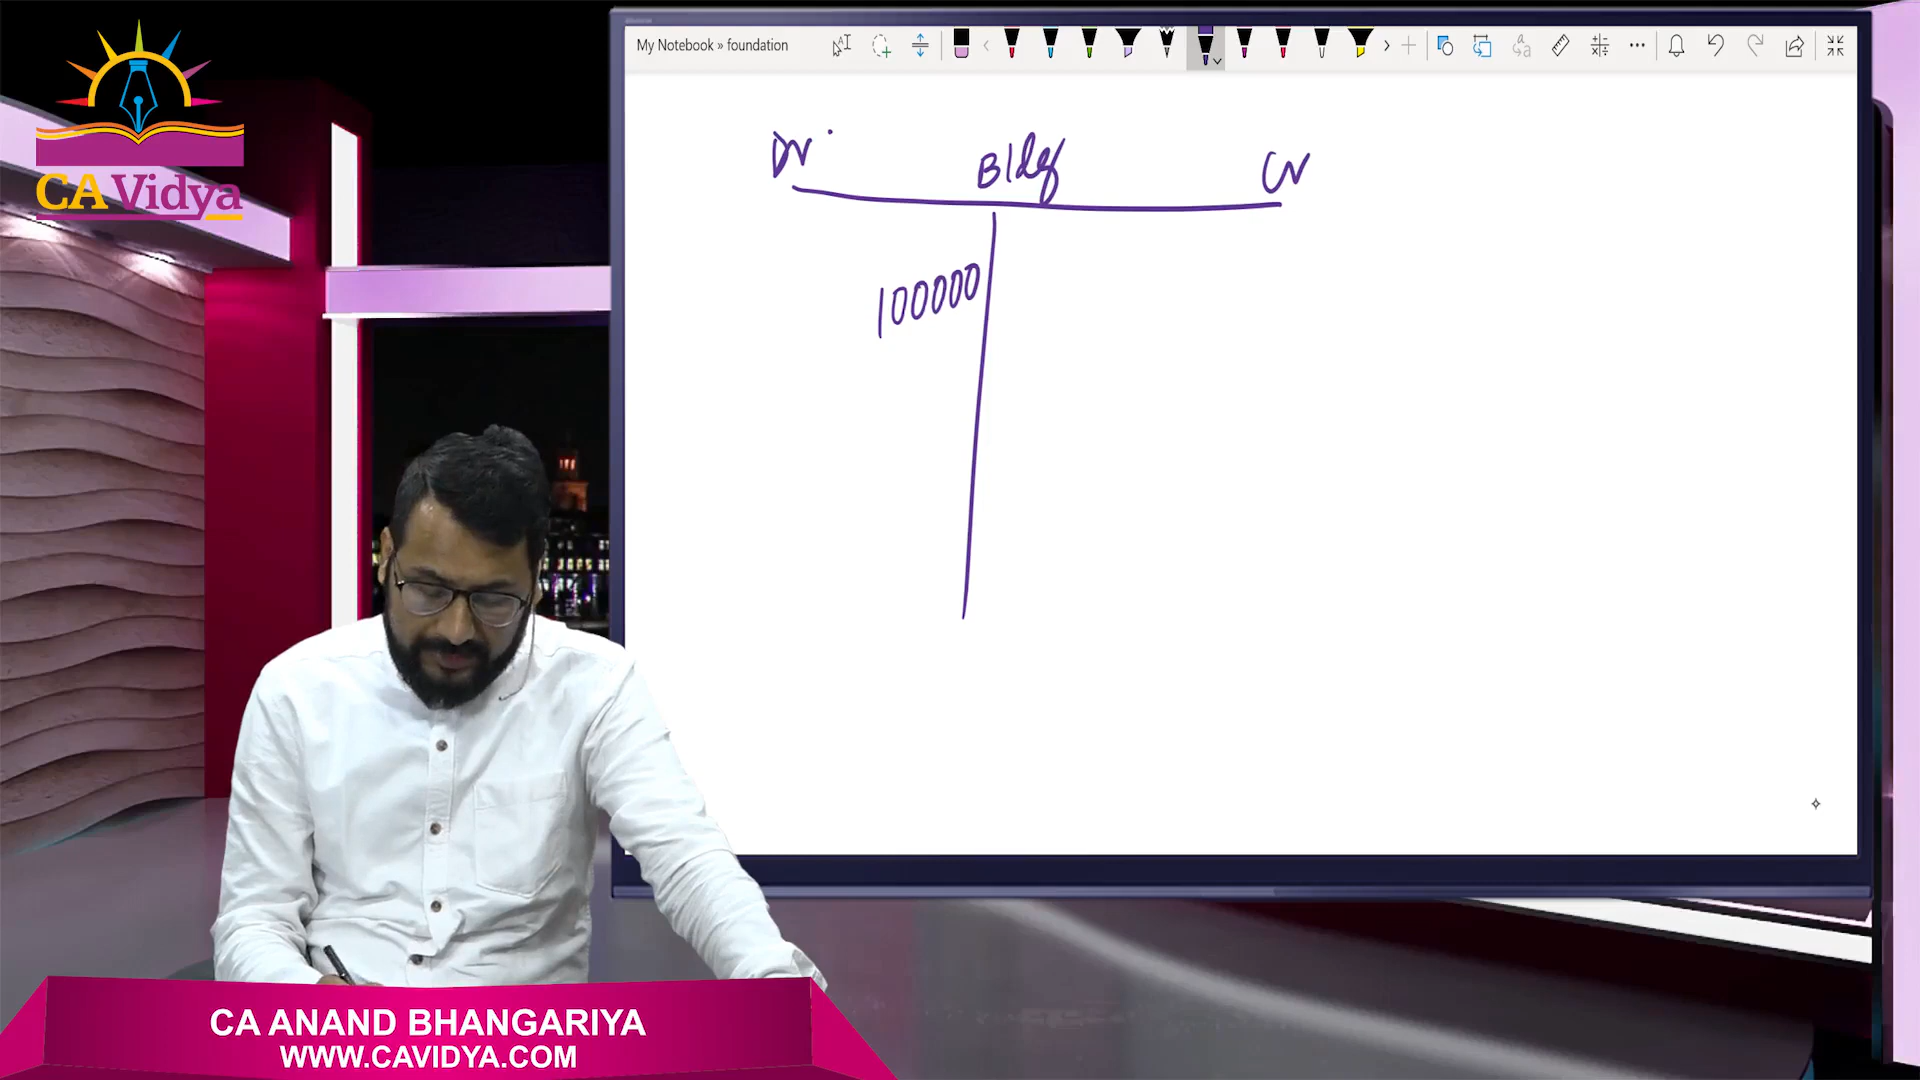 CA Vidya
My Notebook » foundation
Dr Bldg Cr
100000
CA ANAND BHANGARIYA
WWW.CAVIDYA.COM